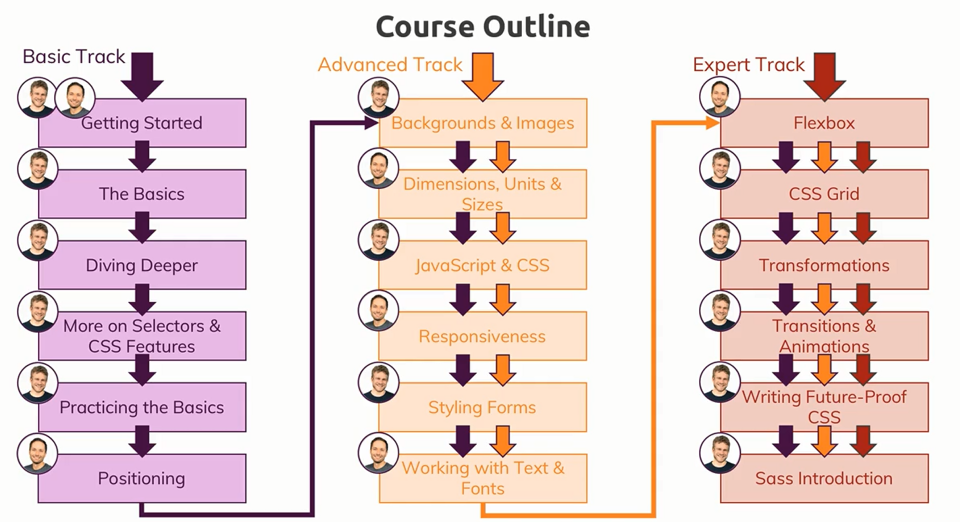 Course Outline
Basic Track
Getting Started
The Basics
Diving Deeper
More on Selectors &
CSS Features
Practicing the Basics
Positioning
Advanced Track
Backgrounds & Images
Dimensions, Units &
Sizes
JavaScript & CSS
Responsiveness
Styling Forms
Working with Text &
Fonts
Expert Track
Flexbox
CSS Grid
Transformations
Transitions &
Animations
Writing Future-Proof
CSS
Sass Introduction